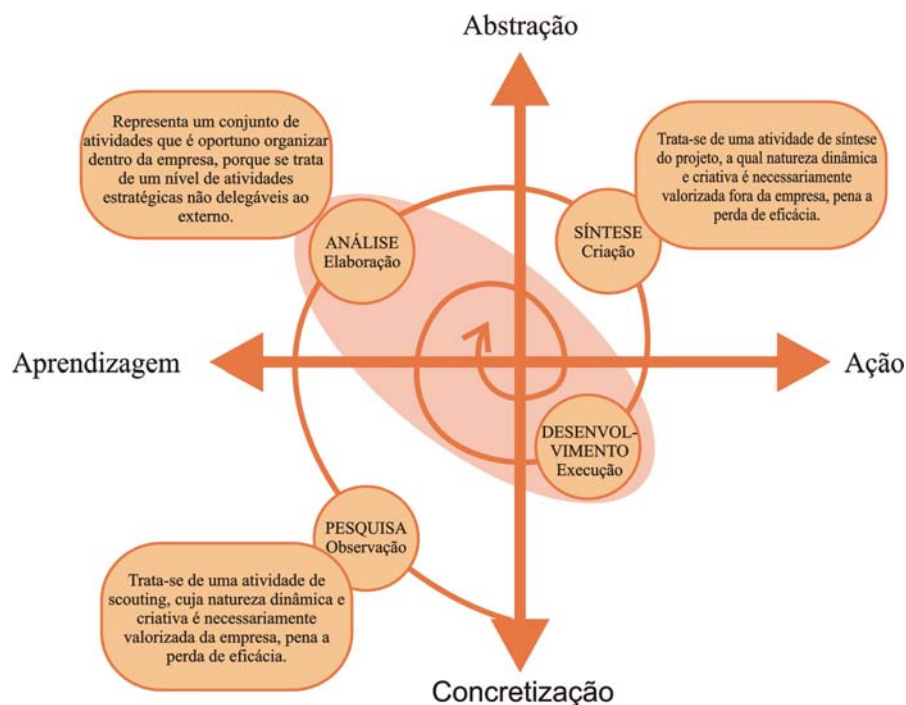 Abstração
Representa um conjunto de
atividades que é oportuno organizar
dentro da empresa, porque se trata
de um nível de atividades
estratégicas não delegáveis ao
externo.
Trata-se de uma atividade de síntese
do projeto, a qual natureza dinâmica
e criativa é necessariamente
valorizada fora da empresa, pena a
perda de eficácia.
ANÁLISE
Elaboração
SÍNTESE
Criação
Aprendizagem
Ação
DESENVOL-
VIMENTO
Execução
PESQUISA
Observação
Trata-se de uma atividade de
scouting, cuja natureza dinâmica e
criativa é necessariamente
valorizada da empresa, pena a
perda de eficácia.
Concretização